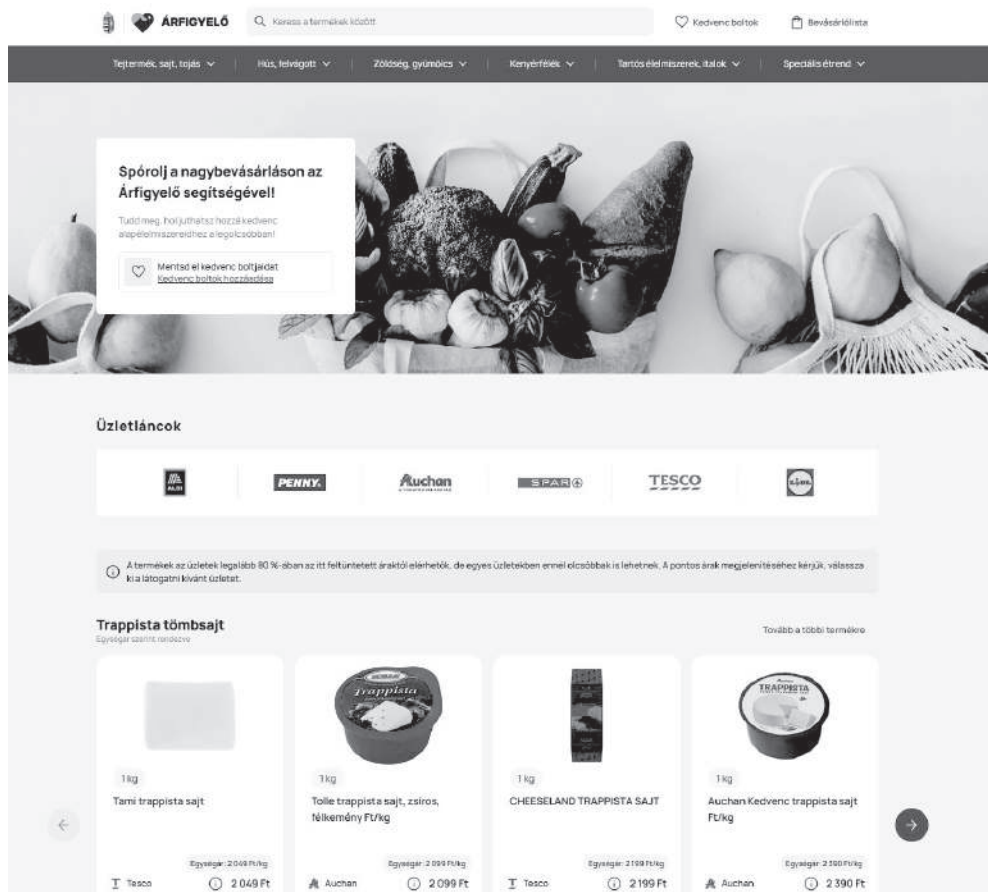 ÁRFIGYELŐ
Keress a termékek között
Kedvenc boltok
Bevásárlólista
Tejtermék, sajt, tojás
Hús, felvágott
Zöldség, gyümölcs
Kenyérfélék
Tartós élelmiszerek, italok
Speciális étrend
Spórolj a nagybevásárláson az
Árfigyelő segítségével!
Tudd meg, hol juthatsz hozzá kedvenc
alapélelmiszereidhez a legolcsóbban!
Mentsd el kedvenc boltjaidat
Kedvenc boltok hozzáadása
Üzletláncok
ALDI
PENNY.
Auchan
SPAR
TESCO
LIDL
A termékek az üzletek legalább 80 %-ában az itt feltüntetett áraktól elérhetők, de egyes üzletekben ennél olcsóbbak is lehetnek. A pontos árak megjelenítéséhez kérjük, válassza
ki a látogatni kívánt üzletet.
Trappista tömbsajt
Egységár szerint rendezve
Tovább a többi termékre
Trappista
TRAPPISTA
1 kg
1 kg
1 kg
1 kg
Tami trappista sajt
Tolle trappista sajt, zsíros,
félkemény Ft/kg
CHEESELAND TRAPPISTA SAJT
Auchan Kedvenc trappista sajt
Ft/kg
Egységár: 2 049 Ft/kg
Egységár: 2 099 Ft/kg
Egységár: 2 199 Ft/kg
Egységár: 2 390 Ft/kg
Tesco 2 049 Ft
Auchan 2 099 Ft
Tesco 2 199 Ft
Auchan 2 390 Ft